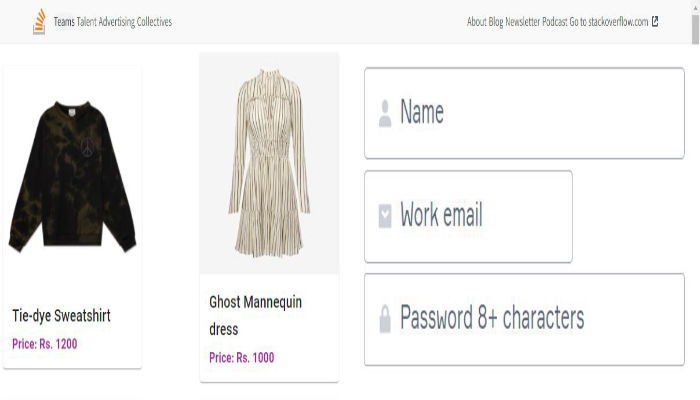 Teams Talent Advertising Collectives
About Blog Newsletter Podcast Go to stackoverflow.com
Tie-dye Sweatshirt
Price: Rs. 1200
Ghost Mannequin
dress
Price: Rs. 1000
Name
Work email
Password 8+ characters